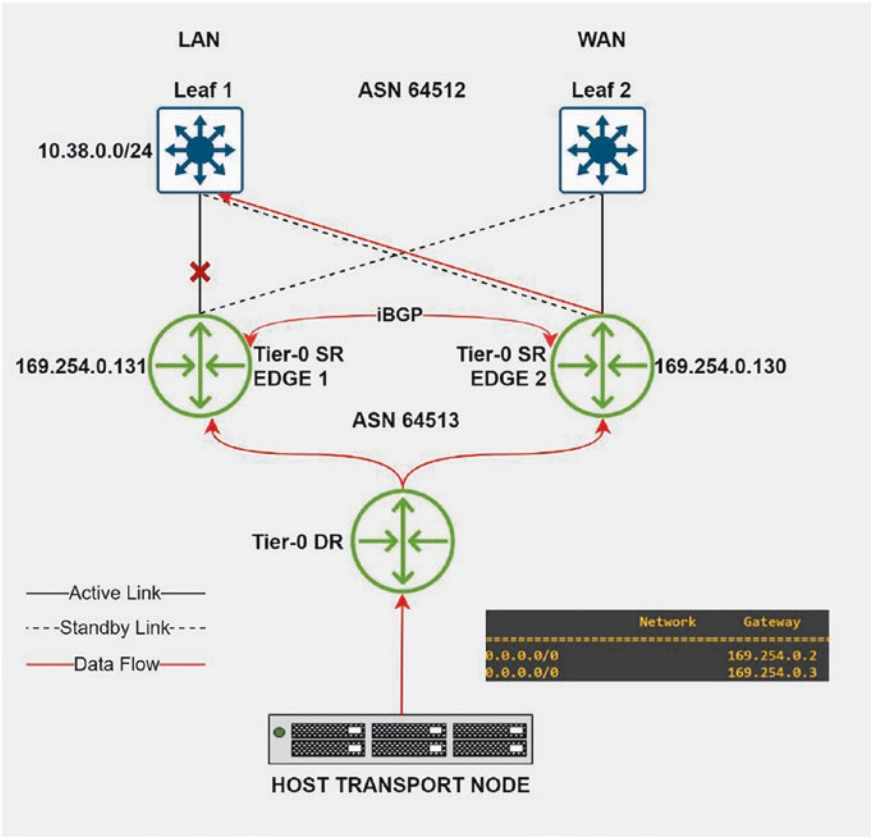 LAN
WAN
Leaf 1
ASN 64512
Leaf 2
10.38.0.0/24
iBGP
169.254.0.131
Tier-0 SR
EDGE 1
Tier-0 SR
EDGE 2
169.254.0.130
ASN 64513
Tier-0 DR
Active Link
Standby Link
Data Flow
Network Gateway
0.0.0.0/0 169.254.0.2
0.0.0.0/0 169.254.0.3
HOST TRANSPORT NODE